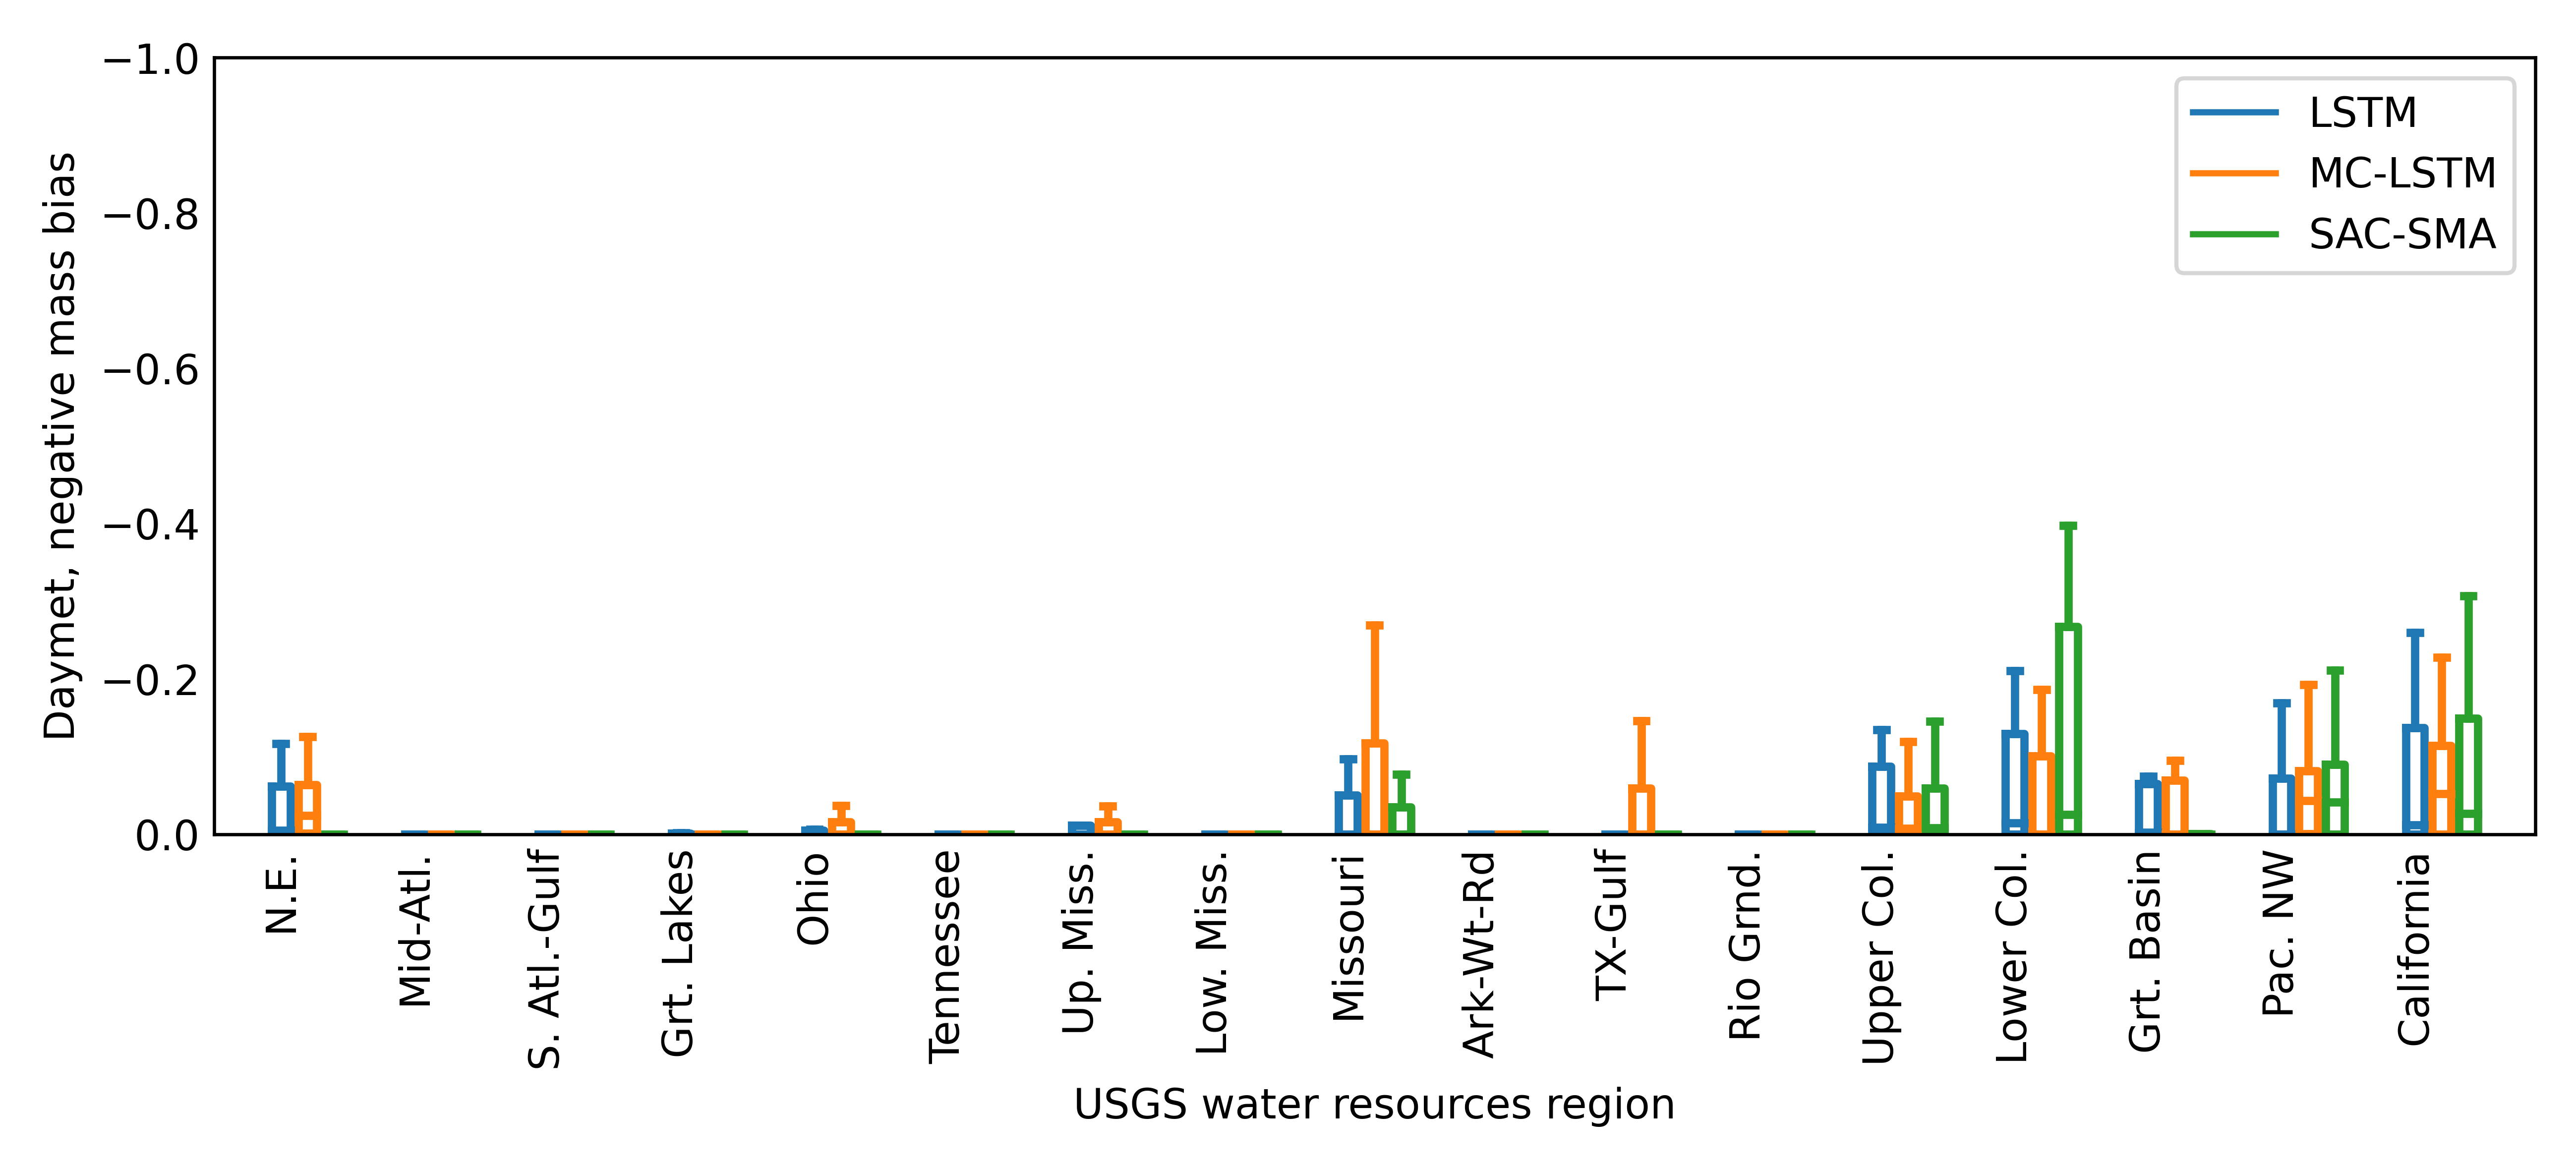 Daymet, negative mass bias
−1.0
−0.8
−0.6
−0.4
−0.2
0.0
LSTM
MC-LSTM
SAC-SMA
N.E.
Mid-Atl.
S. Atl.-Gulf
Grt. Lakes
Ohio
Tennessee
Up. Miss.
Low. Miss.
Missouri
Ark-Wt-Rd
TX-Gulf
Rio Grnd.
Upper Col.
Lower Col.
Grt. Basin
Pac. NW
California
USGS water resources region